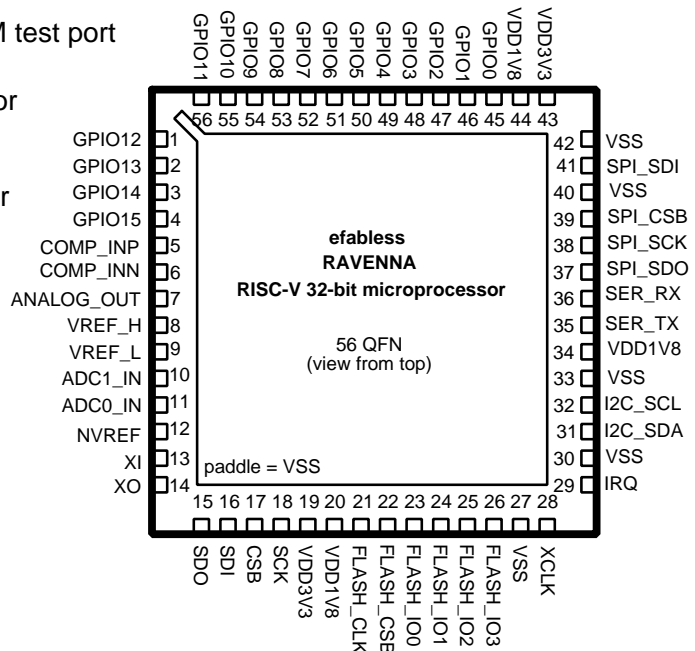 M test port
or
r
GPIO11
GPIO10
GPIO9
GPIO8
GPIO7
GPIO6
GPIO5
GPIO4
GPIO3
GPIO2
GPIO1
GPIO0
VDD1V8
VDD3V3
56 55 54 53 52 51 50 49 48 47 46 45 44 43
GPIO12 1
GPIO13 2
GPIO14 3
GPIO15 4
COMP_INP 5
COMP_INN 6
ANALOG_OUT 7
VREF_H 8
VREF_L 9
ADC1_IN 10
ADC0_IN 11
NVREF 12
XI 13
XO 14
efabless
RAVENNA
RISC-V 32-bit microprocessor
56 QFN
(view from top)
paddle = VSS
42 VSS
41 SPI_SDI
40 VSS
39 SPI_CSB
38 SPI_SCK
37 SPI_SDO
36 SER_RX
35 SER_TX
34 VDD1V8
33 VSS
32 I2C_SCL
31 I2C_SDA
30 VSS
29 IRQ
15 16 17 18 19 20 21 22 23 24 25 26 27 28
SDO
SDI
CSB
SCK
VDD3V3
VDD1V8
FLASH_CLK
FLASH_CSB
FLASH_IO0
FLASH_IO1
FLASH_IO2
FLASH_IO3
VSS
XCLK